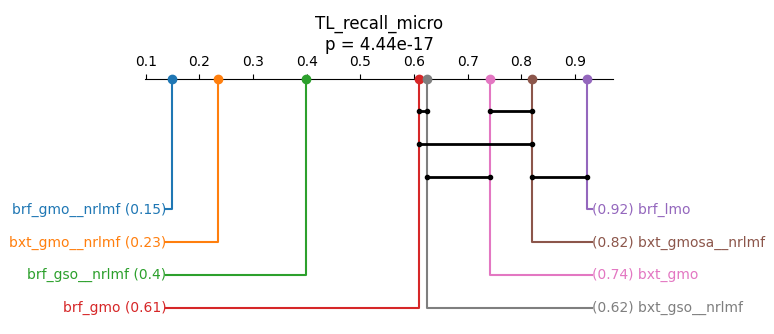 TL_recall_micro
p = 4.44e-17
0.1 0.2 0.3 0.4 0.5 0.6 0.7 0.8 0.9
brf_gmo__nrlmf (0.15) (0.92) brf_lmo
bxt_gmo__nrlmf (0.23) (0.82) bxt_gmosa__nrlmf
brf_gso__nrlmf (0.4) (0.74) bxt_gmo
brf_gmo (0.61) (0.62) bxt_gso__nrlmf